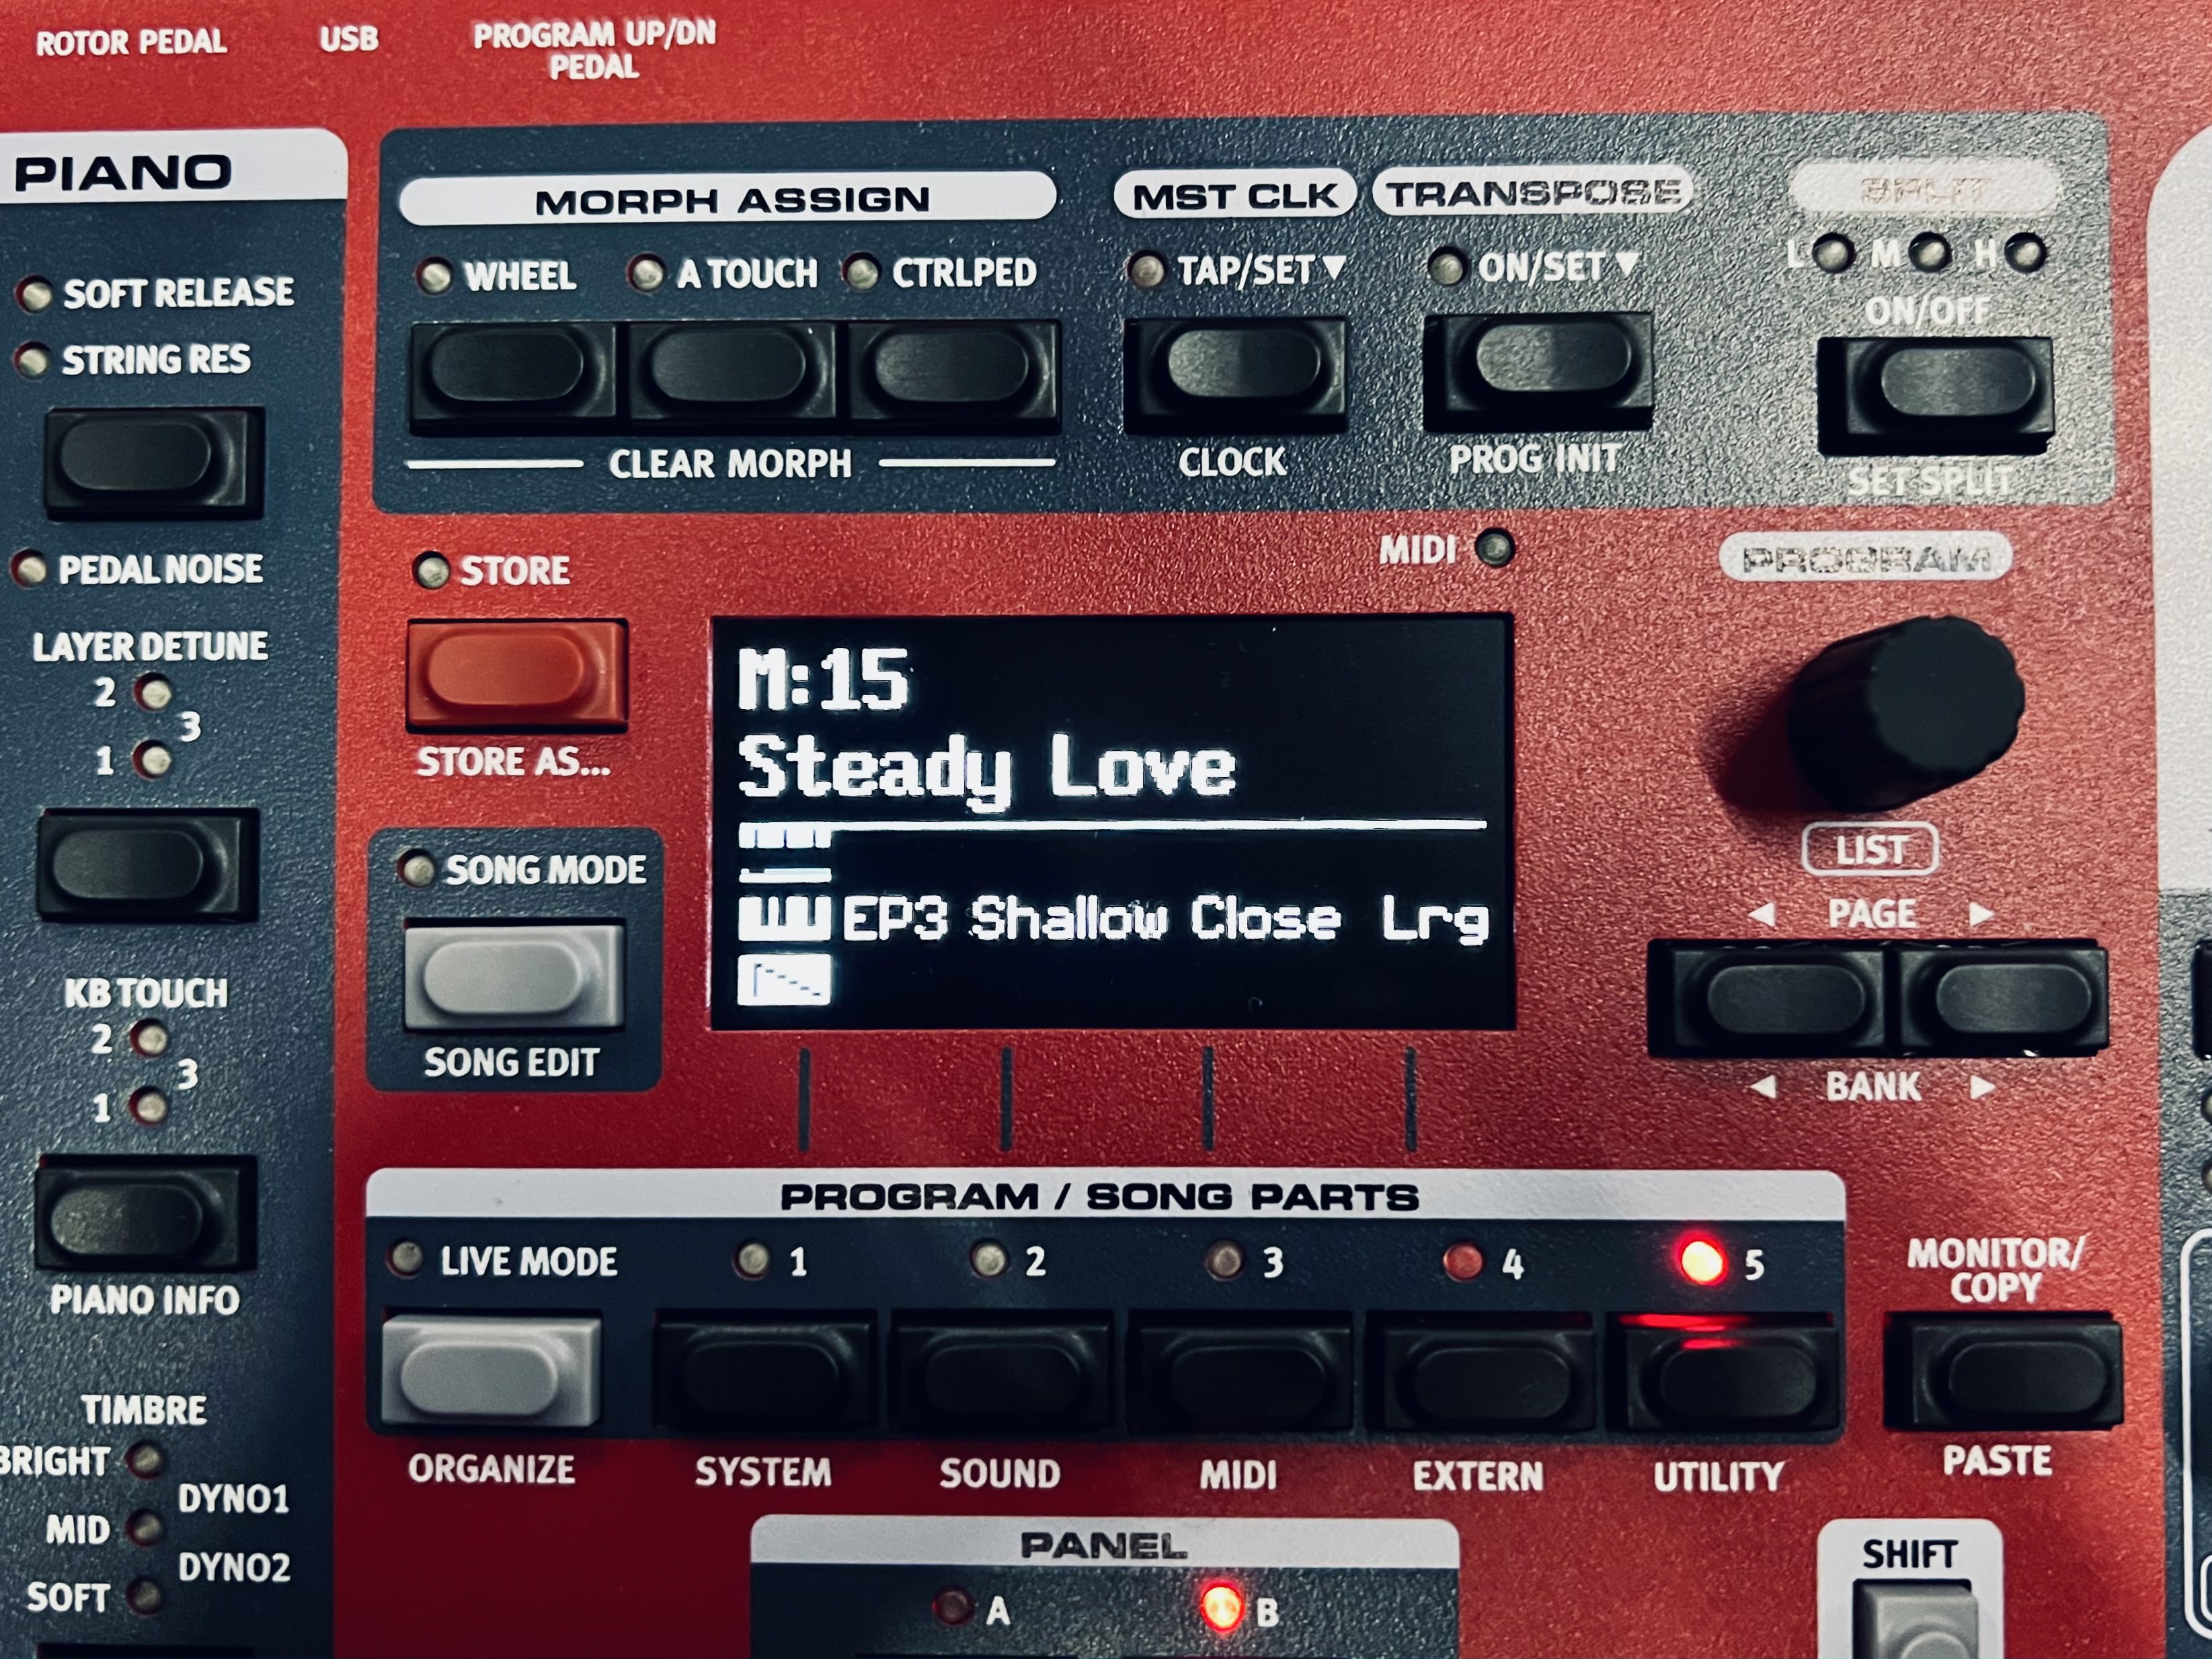 ROTOR PEDAL
USB
PROGRAM UP/DN
PEDAL
PIANO
SOFT RELEASE
STRING RES
PEDAL NOISE
LAYER DETUNE
2
3
1
KB TOUCH
2
3
1
PIANO INFO
TIMBRE
BRIGHT
DYNO1
MID
DYNO2
SOFT
MORPH ASSIGN
WHEEL
A TOUCH
CTRLPED
CLEAR MORPH
MST CLK
TAP/SET ▼
CLOCK
TRANSPOSE
ON/SET ▼
PROG INIT
SPLIT
L M H
ON/OFF
SET SPLIT
STORE
STORE AS...
SONG MODE
SONG EDIT
MIDI
M:15
Steady Love
EP3 Shallow Close Lrg
PROGRAM
LIST
◀ PAGE ▶
◀ BANK ▶
PROGRAM / SONG PARTS
LIVE MODE
1
2
3
4
5
ORGANIZE
SYSTEM
SOUND
MIDI
EXTERN
UTILITY
MONITOR/
COPY
PASTE
PANEL
A
B
SHIFT